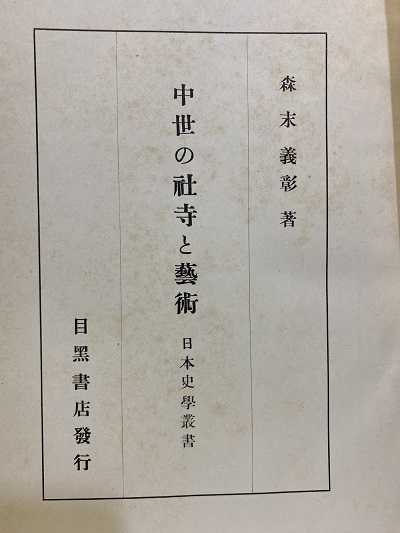 森末義彰著
中世の社寺と藝術 日本史學叢書
目黑書店發行